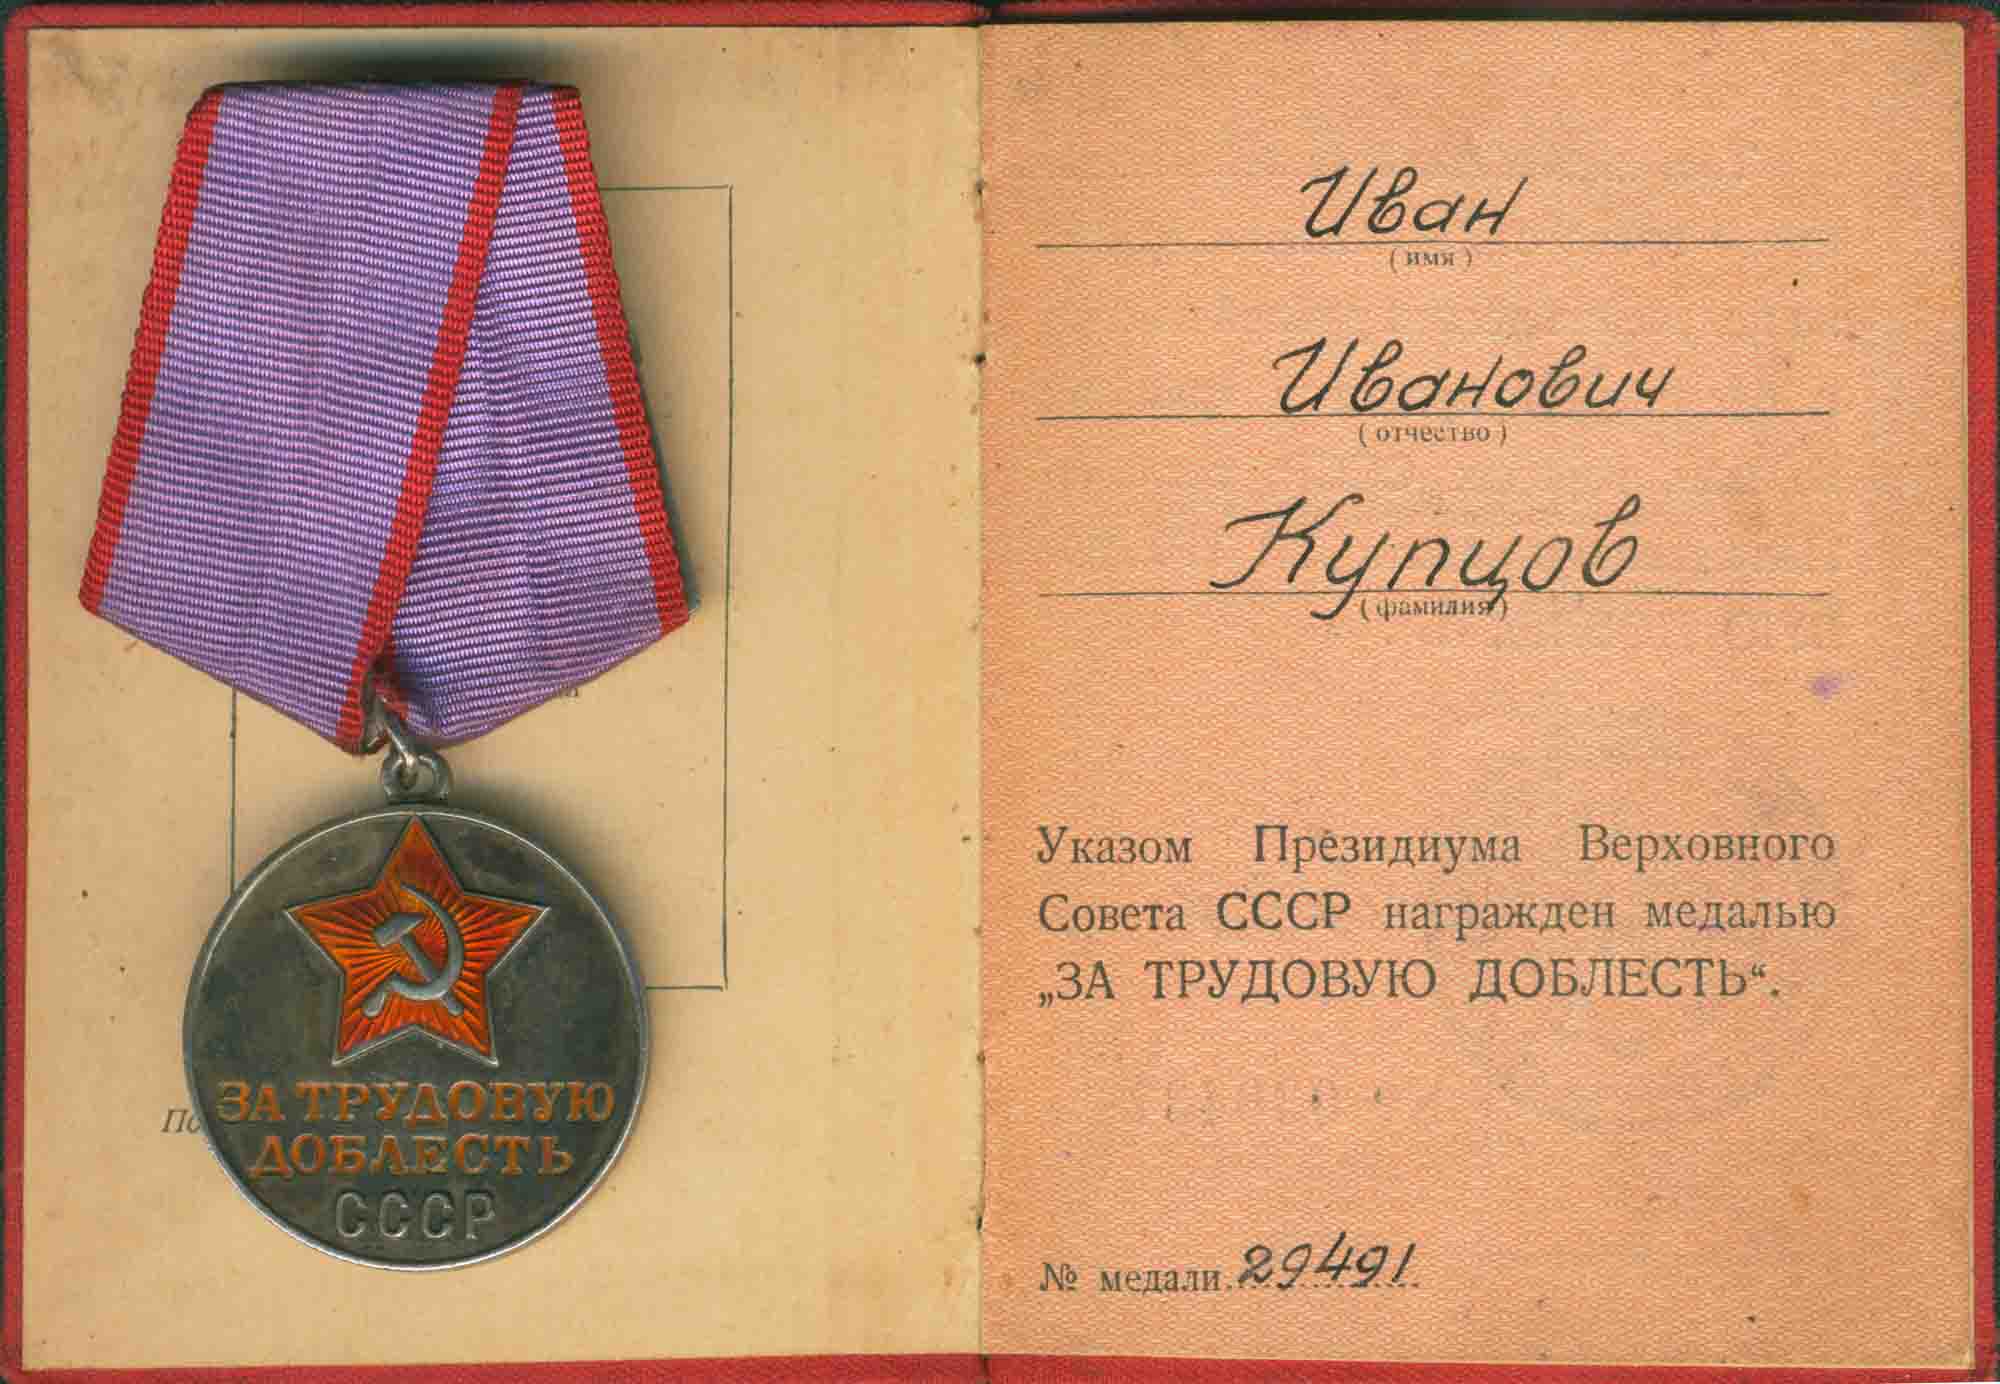 По
ЗА ТРУДОВУЮ
ДОБЛЕСТЬ
СССР
Иван
(имя)
Иванович
(отчество)
Купцов
(фамилия)
Указом Президиума Верховного
Совета СССР награжден медалью
„ЗА ТРУДОВУЮ ДОБЛЕСТЬ“.
№ медали 29491